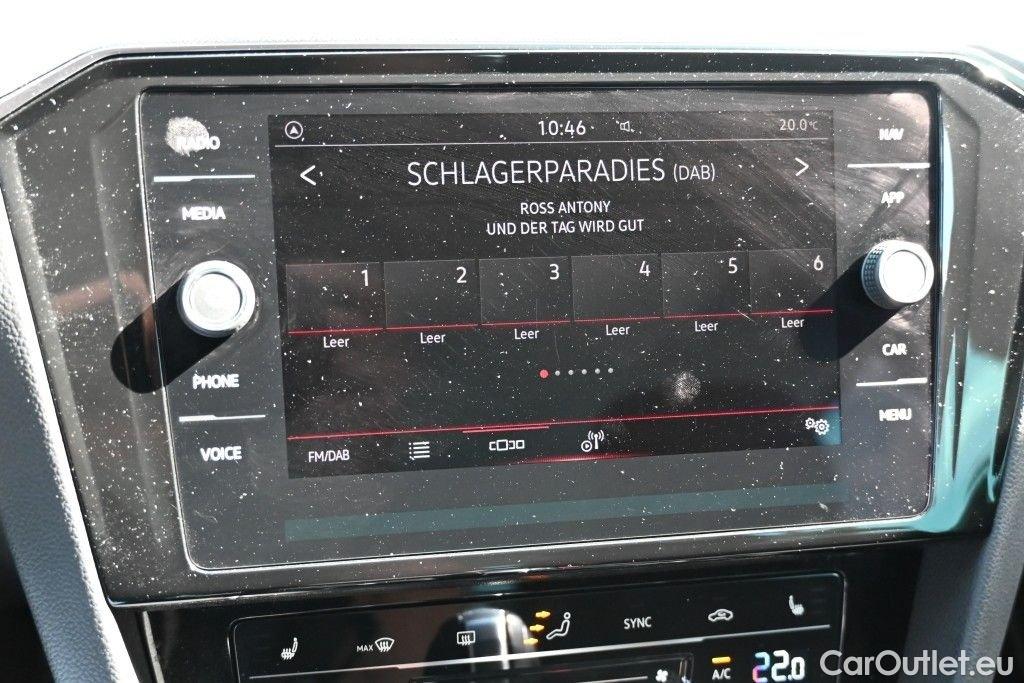 10:46
20.0°C
SCHLAGERPARADIES (DAB)
ROSS ANTONY
UND DER TAG WIRD GUT
1 2 3 4 5 6
Leer Leer Leer Leer Leer Leer
FM/DAB
RADIO
MEDIA
PHONE
VOICE
NAV
APP
CAR
MENU
MAX
SYNC
A/C
22.0
CarOutlet.eu